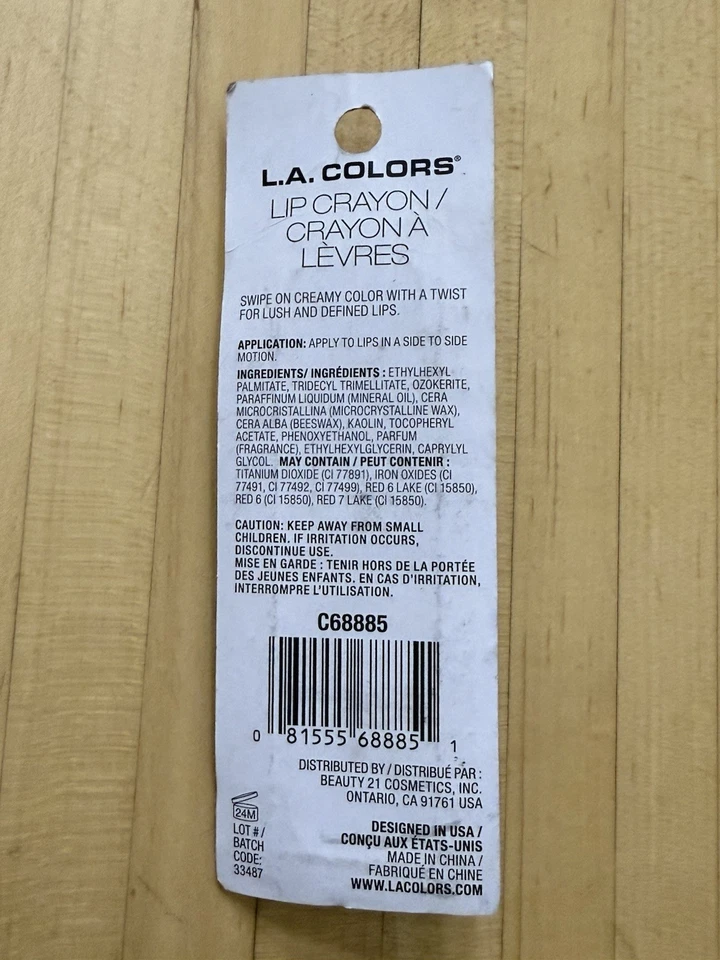 L.A. COLORS®
LIP CRAYON /
CRAYON À
LÈVRES
SWIPE ON CREAMY COLOR WITH A TWIST
FOR LUSH AND DEFINED LIPS.
APPLICATION: APPLY TO LIPS IN A SIDE TO SIDE
MOTION.
INGREDIENTS/ INGRÉDIENTS : ETHYLHEXYL
PALMITATE, TRIDECYL TRIMELLITATE, OZOKERITE,
PARAFFINUM LIQUIDUM (MINERAL OIL), CERA
MICROCRISTALLINA (MICROCRYSTALLINE WAX),
CERA ALBA (BEESWAX), KAOLIN, TOCOPHERYL
ACETATE, PHENOXYETHANOL, PARFUM
(FRAGRANCE), ETHYLHEXYLGLYCERIN, CAPRYLYL
GLYCOL. MAY CONTAIN / PEUT CONTENIR :
TITANIUM DIOXIDE (CI 77891), IRON OXIDES (CI
77491, CI 77492, CI 77499), RED 6 LAKE (CI 15850),
RED 6 (CI 15850), RED 7 LAKE (CI 15850).
CAUTION: KEEP AWAY FROM SMALL
CHILDREN. IF IRRITATION OCCURS,
DISCONTINUE USE.
MISE EN GARDE : TENIR HORS DE LA PORTÉE
DES JEUNES ENFANTS. EN CAS D'IRRITATION,
INTERROMPRE L'UTILISATION.
C68885
0 81555 68885 1
DISTRIBUTED BY / DISTRIBUÉ PAR :
BEAUTY 21 COSMETICS, INC.
ONTARIO, CA 91761 USA
24M
LOT # /
BATCH
CODE:
33487
DESIGNED IN USA /
CONÇU AUX ÉTATS-UNIS
MADE IN CHINA /
FABRIQUÉ EN CHINE
WWW.LACOLORS.COM